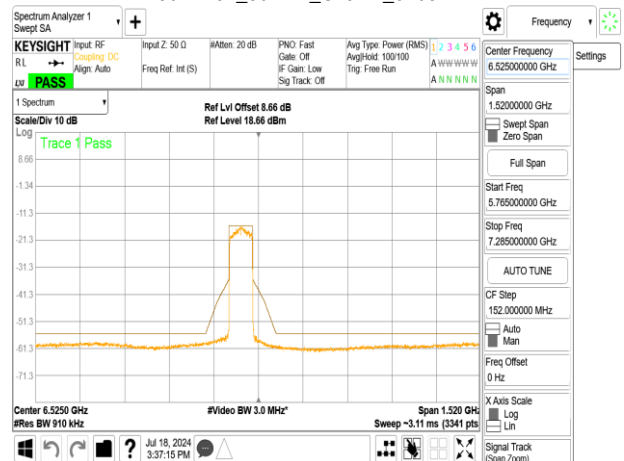 Spectrum Analyzer 1
Swept SA
Frequency
KEYSIGHT
Input: RF
Coupling: DC
Align: Auto
Input Z: 50 Ω
Freq Ref: Int (S)
#Atten: 20 dB
PNO: Fast
Gate: Off
IF Gain: Low
Sig Track: Off
Avg Type: Power (RMS)
Avg|Hold: 100/100
Trig: Free Run
1 2 3 4 5 6
A W W W W W
A N N N N N
RL
LXI
PASS
1 Spectrum
Scale/Div 10 dB
Ref Lvl Offset 8.66 dB
Ref Level 18.66 dBm
Log
Trace 1 Pass
8.66
-1.34
-11.3
-21.3
-31.3
-41.3
-51.3
-61.3
-71.3
Center 6.5250 GHz
#Video BW 3.0 MHz*
Span 1.520 GHz
#Res BW 910 kHz
Sweep ~3.11 ms (3341 pts
Center Frequency
6.525000000 GHz
Settings
Span
1.52000000 GHz
Swept Span
Zero Span
Full Span
Start Freq
5.765000000 GHz
Stop Freq
7.285000000 GHz
AUTO TUNE
CF Step
152.000000 MHz
Auto
Man
Freq Offset
0 Hz
X Axis Scale
Log
Lin
Signal Track
(Span Zoom)
?
Jul 18, 2024
3:37:15 PM